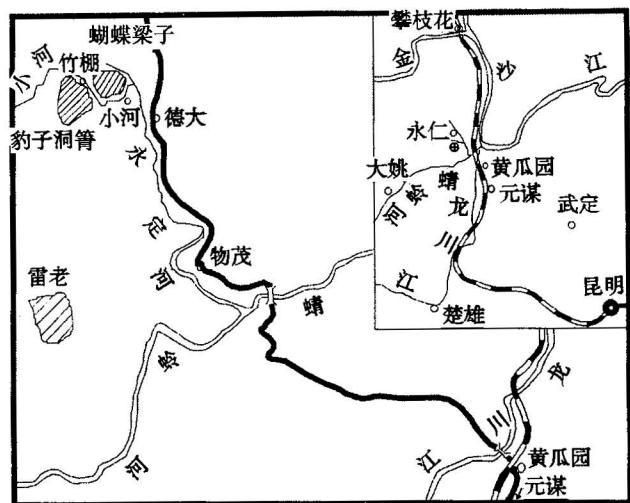 蝴蝶梁子
小河
竹棚
小河
德大
豹子洞箐
永定河
物茂
雷老
蜻蛉河
龙川江
黄瓜园
元谋
攀枝花
金沙江
永仁
大姚
蜻蛉河
黄瓜园
元谋
龙川江
武定
昆明
楚雄